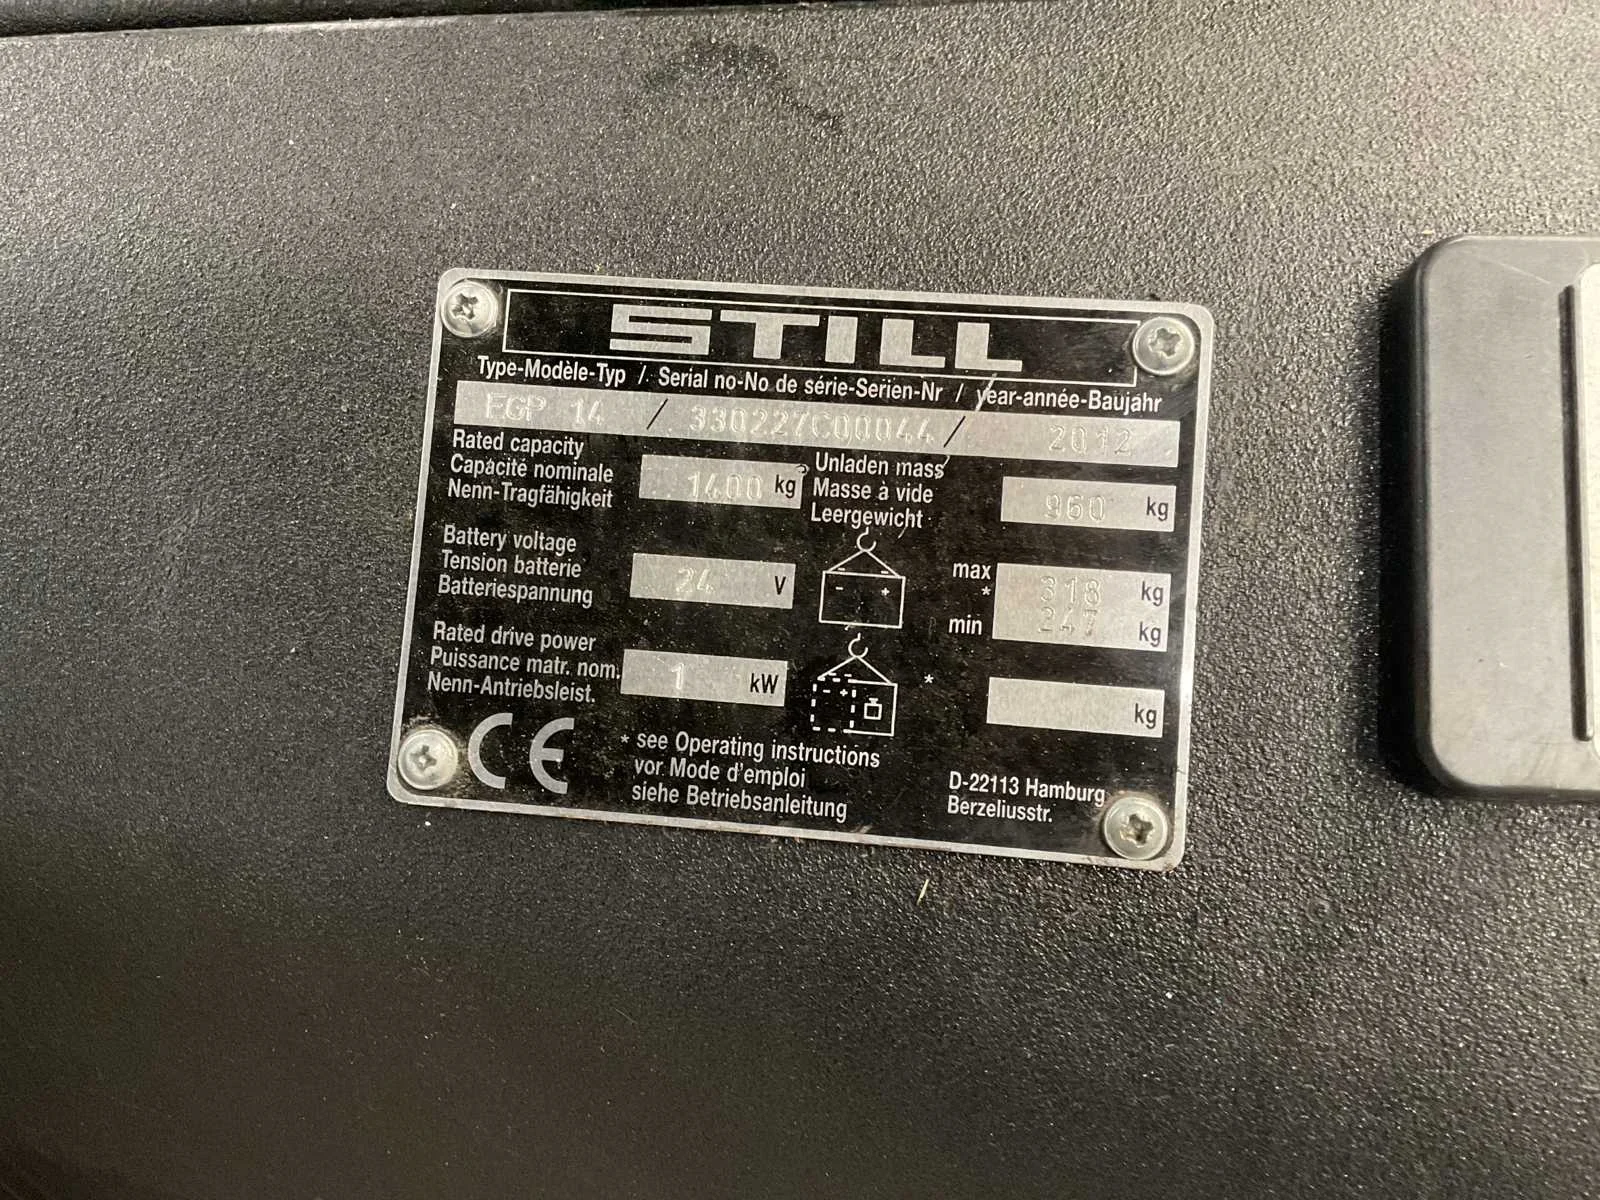 STILL
Type-Modèle-Typ / Serial no-No de série-Serien-Nr / year-année-Baujahr
EGP 14 / 330227C00044 / 2012
Rated capacity
Capacité nominale
Nenn-Tragfähigkeit
1400 kg
Unladen mass
Masse à vide
Leergewicht
960 kg
Battery voltage
Tension batterie
Batteriespannung
24 V
- +
max 318 kg
*
min 247 kg
Rated drive power
Puissance matr. nom.
Nenn-Antriebsleist.
1 kW
- +
* kg
CE
* see Operating instructions
vor Mode d'emploi
siehe Betriebsanleitung
D-22113 Hamburg
Berzeliusstr.